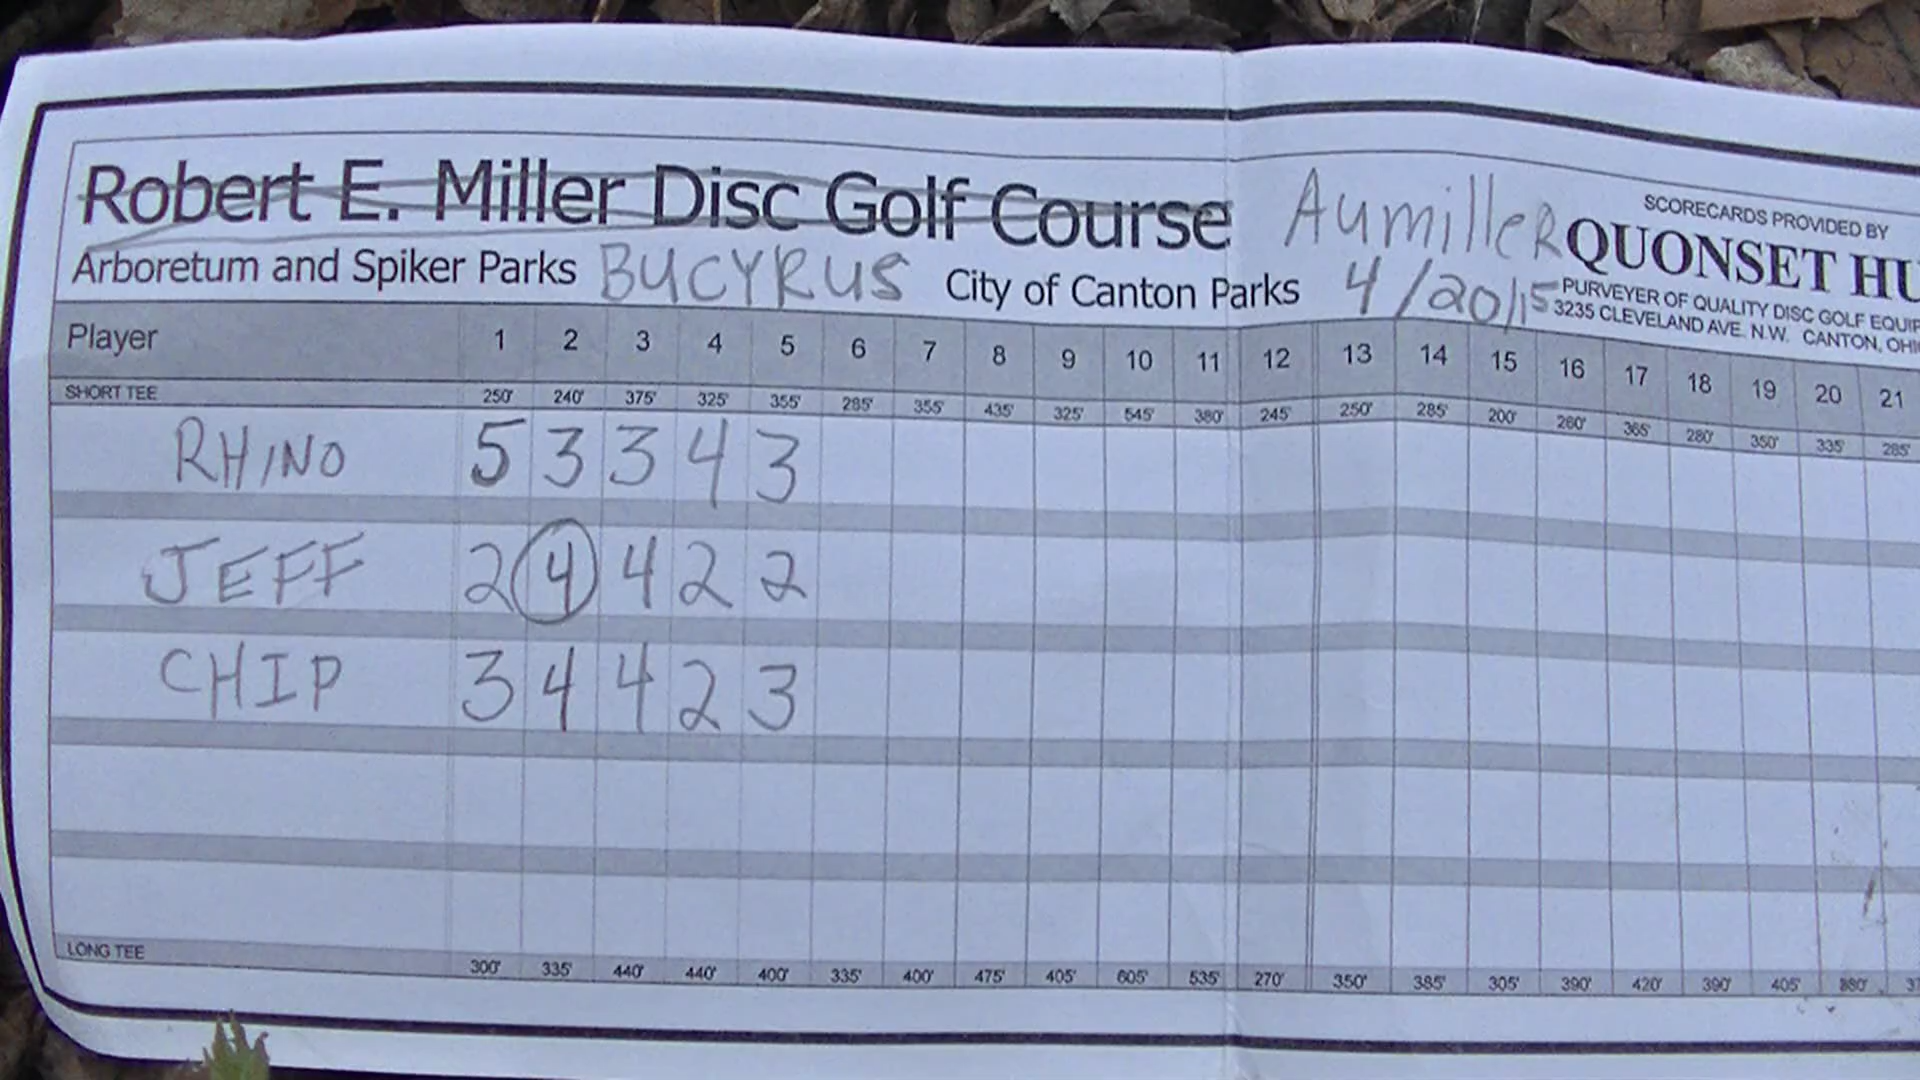 Robert E. Miller Disc Golf Course AumilleR
SCORECARDS PROVIDED BY
QUONSET HU
Arboretum and Spiker Parks BUCYRUS City of Canton Parks 4/20/15
PURVEYER OF QUALITY DISC GOLF EQUIP
3235 CLEVELAND AVE. N.W. CANTON, OHI
Player 1 2 3 4 5 6 7 8 9 10 11 12 13 14 15 16 17 18 19 20 21
SHORT TEE 250' 240' 375' 325' 355' 285' 355' 435' 325' 545' 380' 245' 250' 285' 200' 260' 365' 280' 350' 335' 285'
RHINO 5 3 3 4 3
JEFF 2 4 4 2 2
CHIP 3 4 4 2 3
LONG TEE 300' 335' 440' 440' 400' 335' 400' 475' 405' 605' 535' 270' 350' 385' 305' 390' 420' 390' 405'